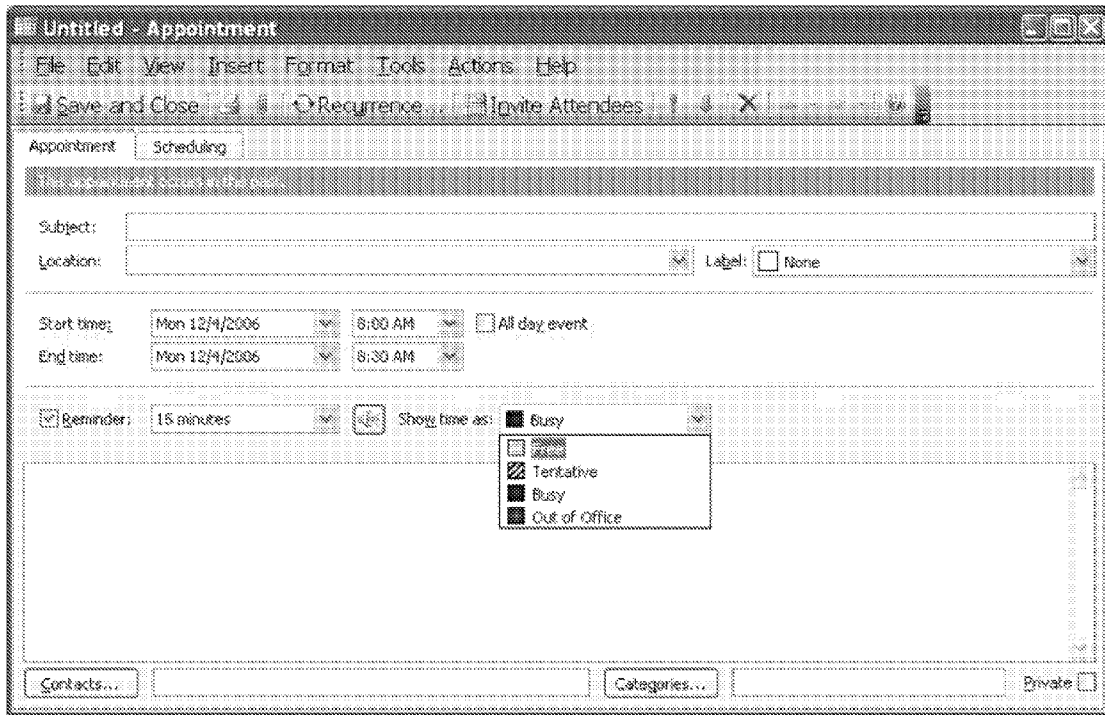 Untitled - Appointment
File Edit View Insert Format Tools Actions Help
Save and Close Recurrence... Invite Attendees
Appointment Scheduling
Subject:
Location: Label: None
Start time: Mon 12/4/2006 8:00 AM All day event
End time: Mon 12/4/2006 8:30 AM
Reminder: 15 minutes Show time as: Busy
Tentative
Busy
Out of Office
Contacts... Categories... Private